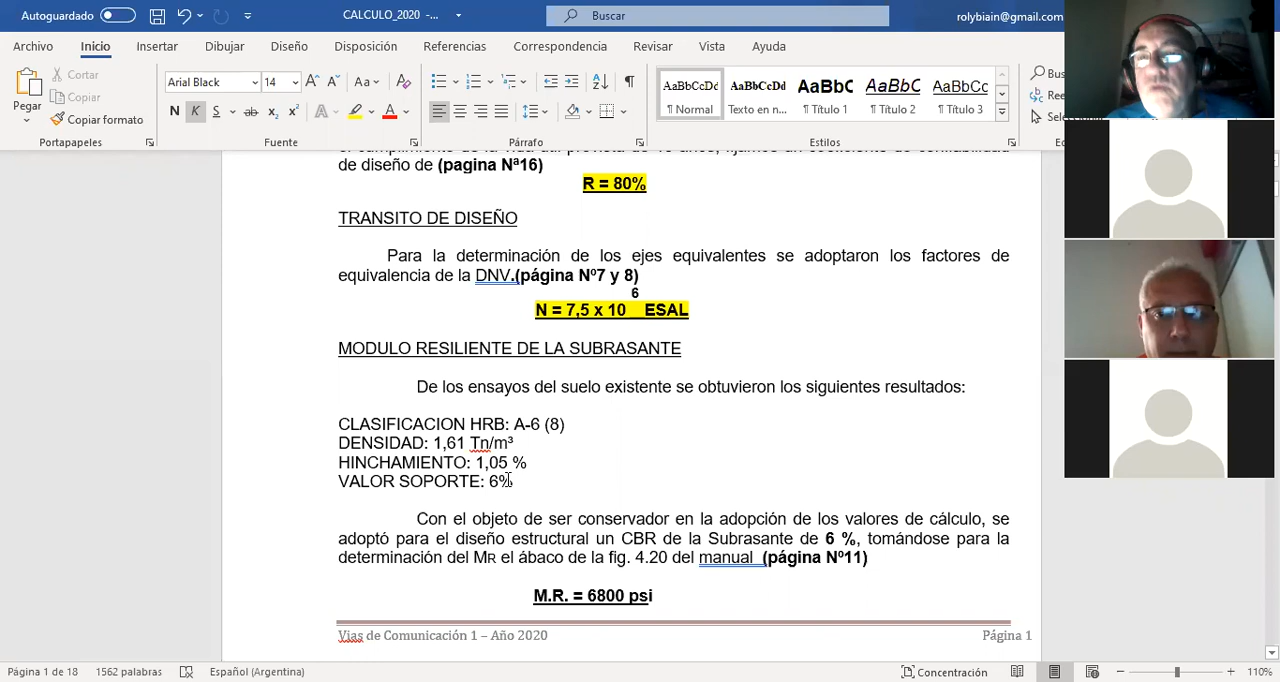 Autoguardado
CALCULO_2020 -...
Buscar
rolybiain@gmail.com
Archivo Inicio Insertar Dibujar Diseño Disposición Referencias Correspondencia Revisar Vista Ayuda
Pegar
Cortar
Copiar
Copiar formato
Portapapeles
Arial Black 14
Aa
N K S ab x₂ x² A A
Fuente
Párrafo
AaBbCcDd AaBbCcDd AaBbC AaBbC AaBbC
¶ Normal Texto en n... ¶ Título 1 ¶ Título 2 ¶ Título 3
Estilos
de diseño de (pagina Nª16)
R = 80%
TRANSITO DE DISEÑO
Para la determinación de los ejes equivalentes se adoptaron los factores de
equivalencia de la DNV.(página Nº7 y 8)
6
N = 7,5 x 10 ESAL
MODULO RESILIENTE DE LA SUBRASANTE
De los ensayos del suelo existente se obtuvieron los siguientes resultados:
CLASIFICACION HRB: A-6 (8)
DENSIDAD: 1,61 Tn/m³
HINCHAMIENTO: 1,05 %
VALOR SOPORTE: 6%
Con el objeto de ser conservador en la adopción de los valores de cálculo, se
adoptó para el diseño estructural un CBR de la Subrasante de 6 %, tomándose para la
determinación del MR el ábaco de la fig. 4.20 del manual (página Nº11)
M.R. = 6800 psi
Vias de Comunicación 1 – Año 2020 Página 1
Página 1 de 18 1562 palabras Español (Argentina) Concentración 110%